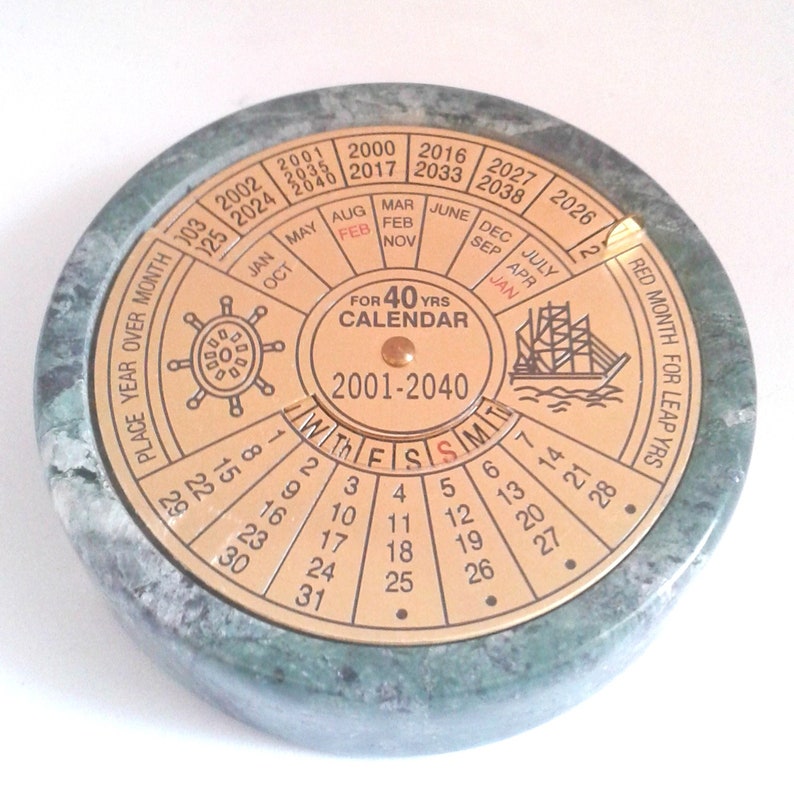 2002
2024
2001
2035
2040
2000
2017
2016
2033
2027
2038
2026
JAN
OCT
MAY
AUG
FEB
MAR
FEB
NOV
JUNE
DEC
SEP
JULY
APR
JAN
PLACE YEAR OVER MONTH
RED MONTH FOR LEAP YRS
FOR 40 YRS
CALENDAR
2001-2040
W Th F S S M Tu
1
8
15
22
29
2
9
16
23
30
3
10
17
24
31
4
11
18
25
5
12
19
26
6
13
20
27
7
14
21
28